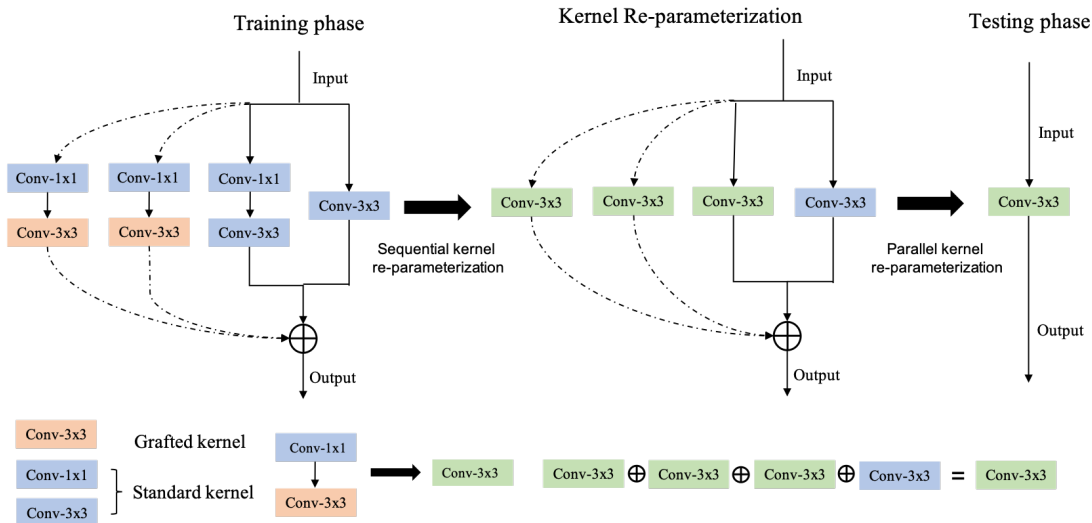 Training phase
Kernel Re-parameterization
Testing phase
Input
Input
Input
Conv-1x1
Conv-1x1
Conv-1x1
Conv-3x3
Conv-3x3
Conv-3x3
Conv-3x3
Sequential kernel
re-parameterization
Conv-3x3
Conv-3x3
Conv-3x3
Conv-3x3
Parallel kernel
re-parameterization
Conv-3x3
Output
Output
Output
Conv-3x3 Grafted kernel
Conv-1x1
Conv-3x3
Standard kernel
Conv-1x1
Conv-3x3
Conv-3x3
Conv-3x3 ⊕ Conv-3x3 ⊕ Conv-3x3 ⊕ Conv-3x3 = Conv-3x3